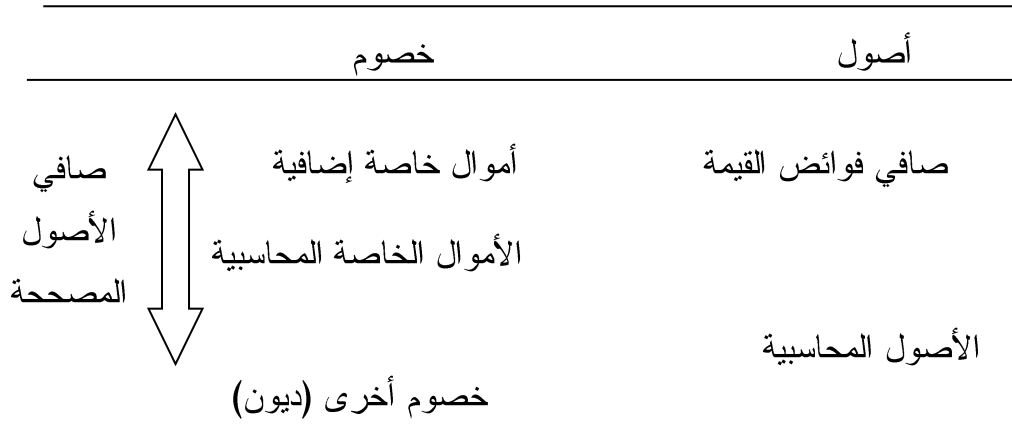 أصول
خصوم
صافي فوائض القيمة
أموال خاصة إضافية
صافي
الأصول
المصححة
الأموال الخاصة المحاسبية
الأصول المحاسبية
خصوم أخرى (ديون)